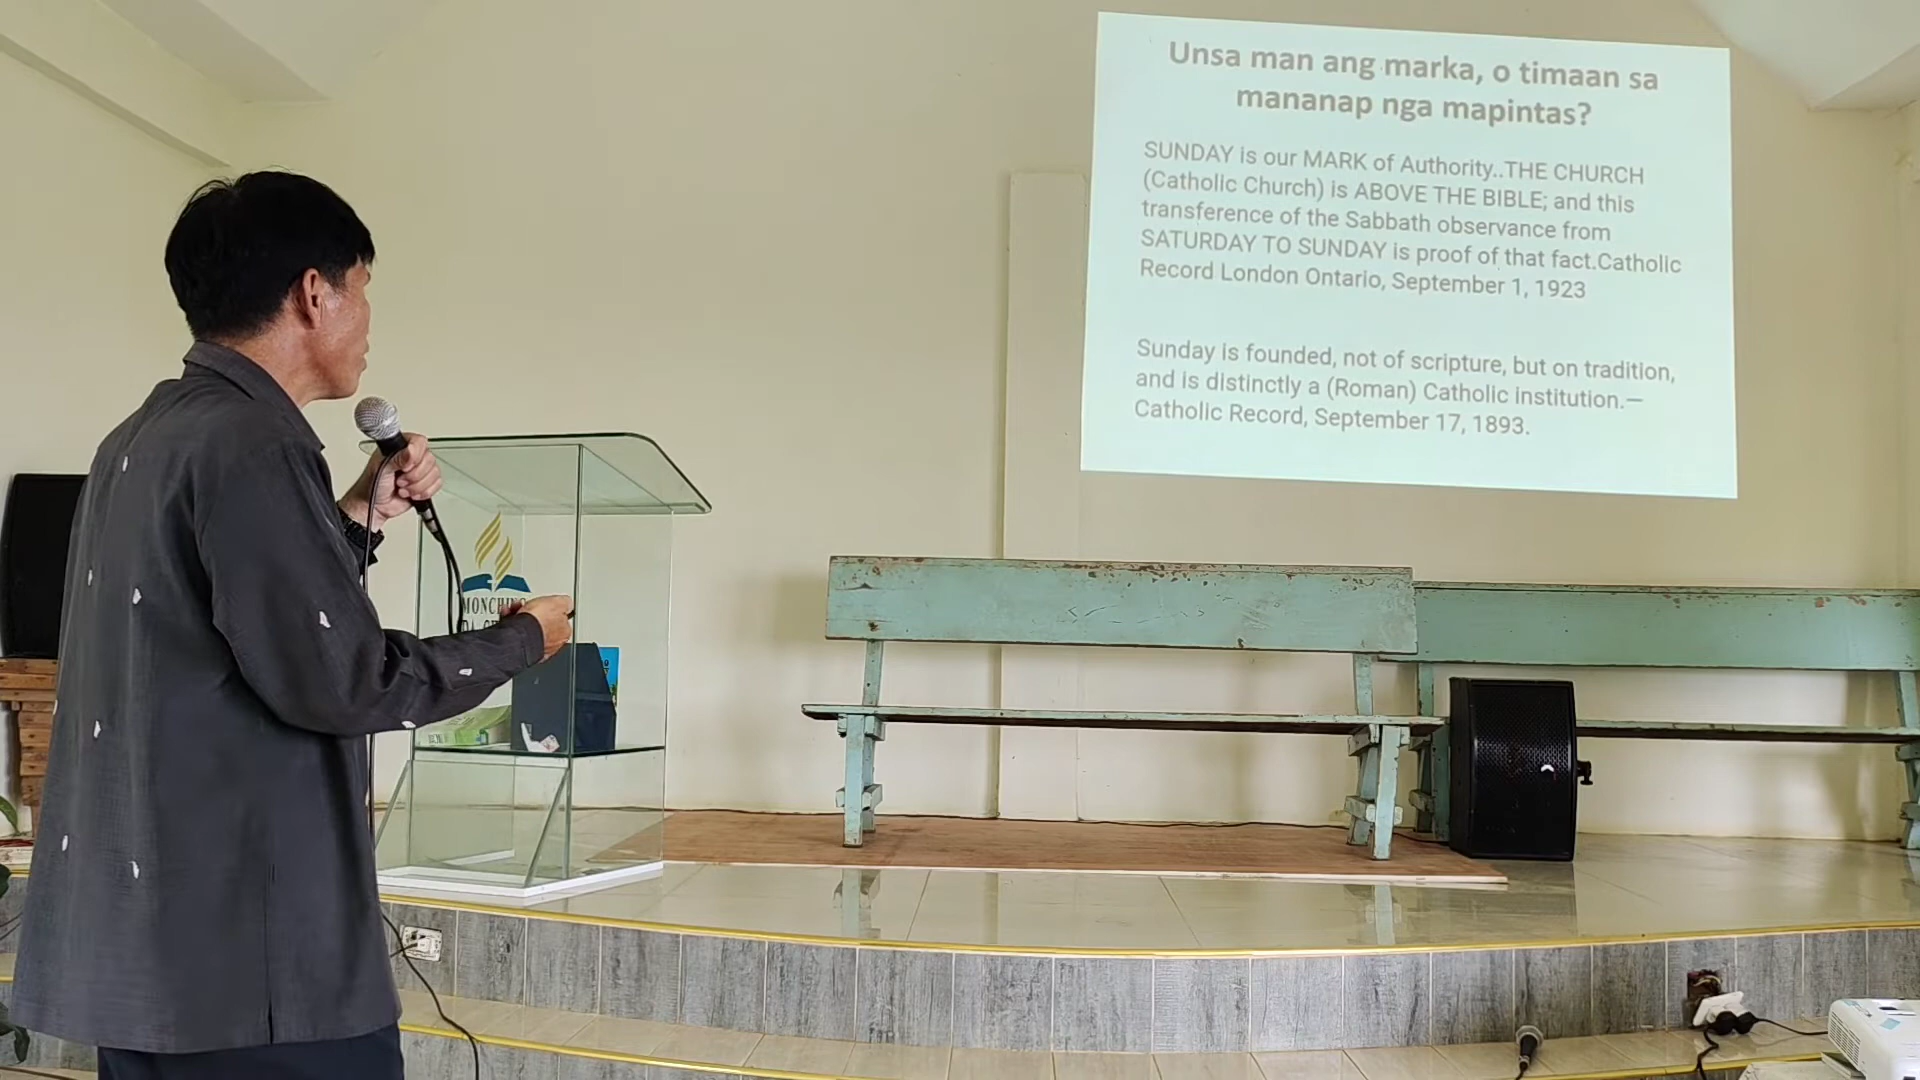 Unsa man ang marka, o timaan sa
mananap nga mapintas?
SUNDAY is our MARK of Authority..THE CHURCH
(Catholic Church) is ABOVE THE BIBLE; and this
transference of the Sabbath observance from
SATURDAY TO SUNDAY is proof of that fact.Catholic
Record London Ontario, September 1, 1923
Sunday is founded, not of scripture, but on tradition,
and is distinctly a (Roman) Catholic institution.—
Catholic Record, September 17, 1893.
MONCHING